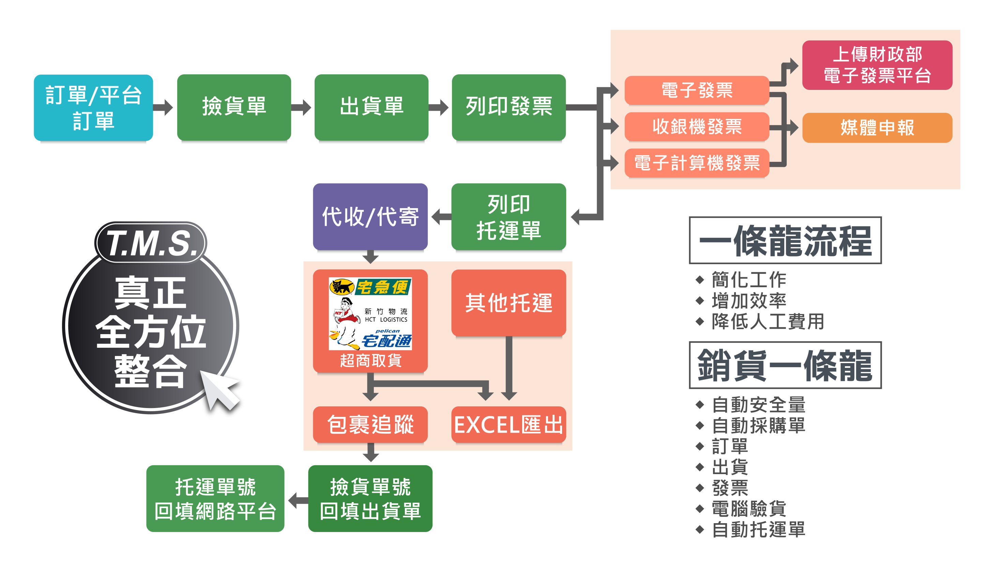 訂單/平台
訂單
撿貨單
出貨單
列印發票
電子發票
收銀機發票
電子計算機發票
上傳財政部
電子發票平台
媒體申報
列印
托運單
代收/代寄
宅急便
新竹物流
HCT LOGISTICS
HCT
pelican
宅配通
超商取貨
其他托運
包裹追蹤
EXCEL匯出
撿貨單號
回填出貨單
托運單號
回填網路平台
T.M.S.
真正
全方位
整合
一條龍流程
◆ 簡化工作
◆ 增加效率
◆ 降低人工費用
銷貨一條龍
◆ 自動安全量
◆ 自動採購單
◆ 訂單
◆ 出貨
◆ 發票
◆ 電腦驗貨
◆ 自動托運單